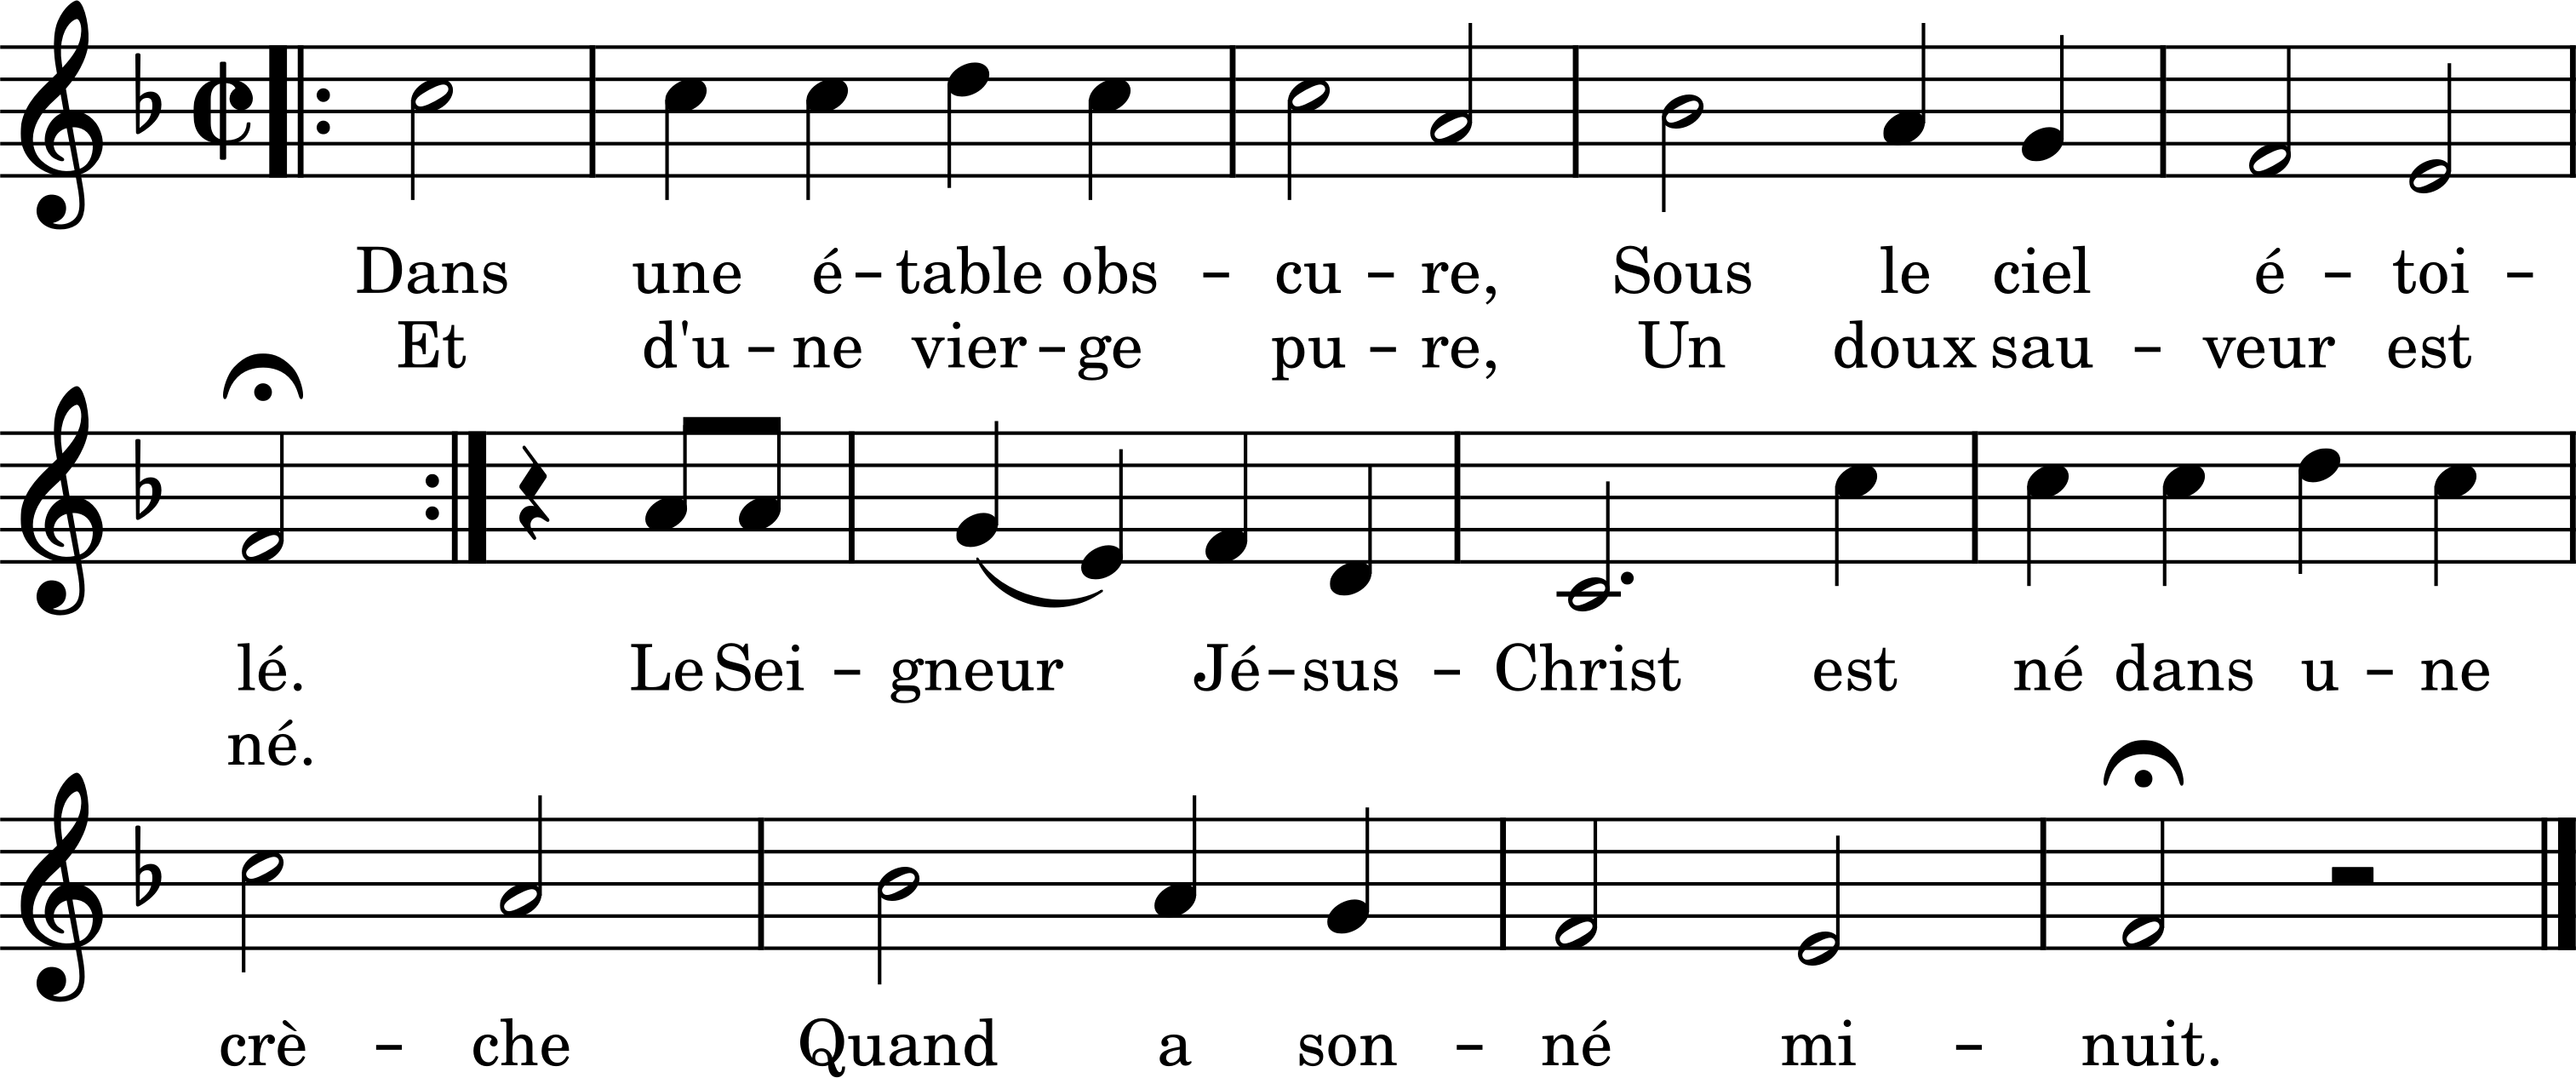 Dans une é – table obs – cu – re, Sous le ciel é – toi –
Et d'u – ne vier – ge pu – re, Un doux sau – veur est
lé. Le Sei – gneur Jé – sus – Christ est né dans u – ne
né.
crè – che Quand a son – né mi – nuit.